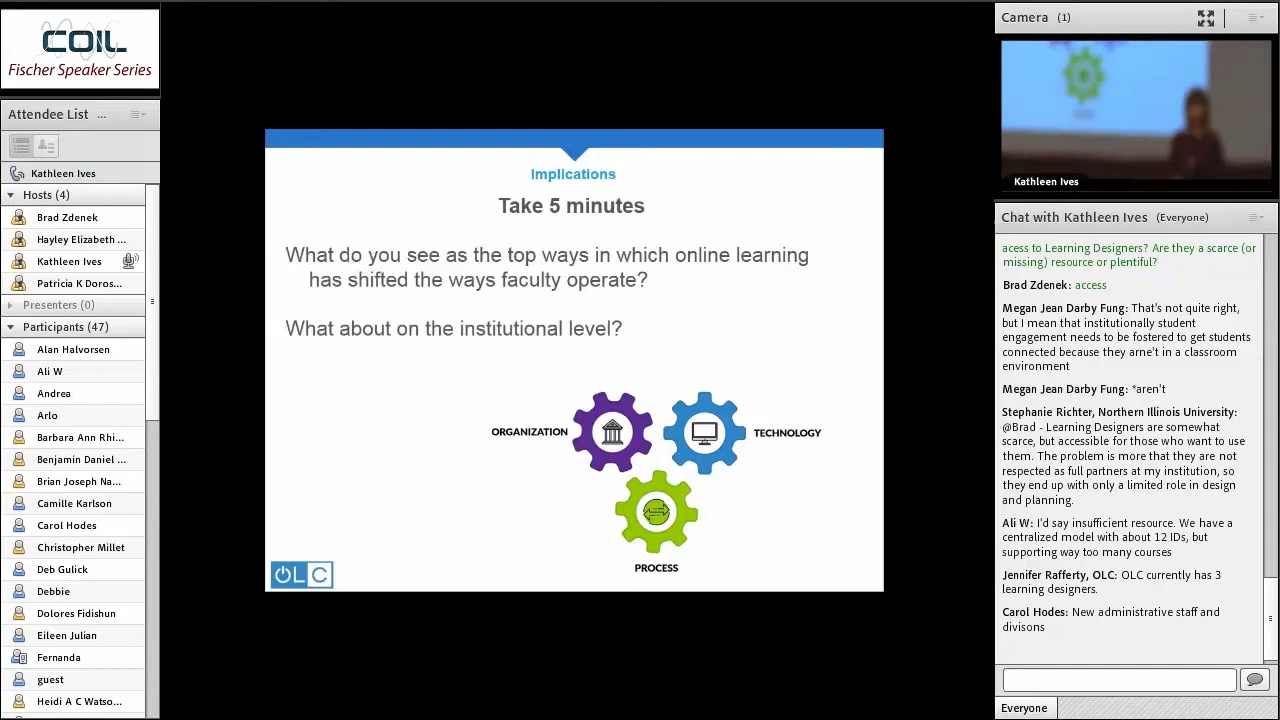 COIL
Fischer Speaker Series
Attendee List ...
Kathleen Ives
Hosts (4)
Brad Zdenek
Hayley Elizabeth ...
Kathleen Ives
Patricia K Doros...
Presenters (0)
Participants (47)
Alan Halvorsen
Ali W
Andrea
Arlo
Barbara Ann Rhi...
Benjamin Daniel ...
Brian Joseph Na...
Camille Karlson
Carol Hodes
Christopher Millet
Deb Gulick
Debbie
Dolores Fidishun
Eileen Julian
Fernanda
guest
Heidi A C Watso...
Implications
Take 5 minutes
What do you see as the top ways in which online learning
has shifted the ways faculty operate?
What about on the institutional level?
ORGANIZATION
TECHNOLOGY
PROCESS
OLC
Camera (1)
Kathleen Ives
Chat with Kathleen Ives (Everyone)
acess to Learning Designers? Are they a scarce (or
missing) resource or plentiful?
Brad Zdenek: access
Megan Jean Darby Fung: That's not quite right,
but I mean that institutionally student
engagement needs to be fostered to get students
connected because they arne't in a classroom
environment
Megan Jean Darby Fung: *aren't
Stephanie Richter, Northern Illinois University:
@Brad - Learning Designers are somewhat
scarce, but accessible for those who want to use
them. The problem is more that they are not
respected as full partners at my institution, so
they end up with only a limited role in design
and planning.
Ali W: I'd say insufficient resource. We have a
centralized model with about 12 IDs, but
supporting way too many courses
Jennifer Rafferty, OLC: OLC currently has 3
learning designers.
Carol Hodes: New administrative staff and
divisons
Everyone